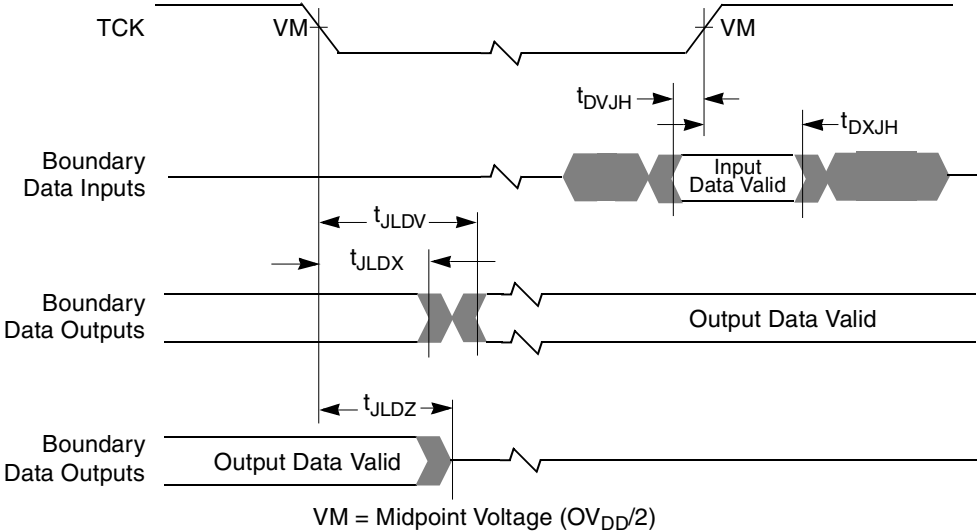 TCK
VM
VM
tDVJH
tDXJH
Boundary
Data Inputs
Input
Data Valid
tJLDV
tJLDX
Boundary
Data Outputs
Output Data Valid
tJLDZ
Boundary
Data Outputs
Output Data Valid
VM = Midpoint Voltage (OVDD/2)